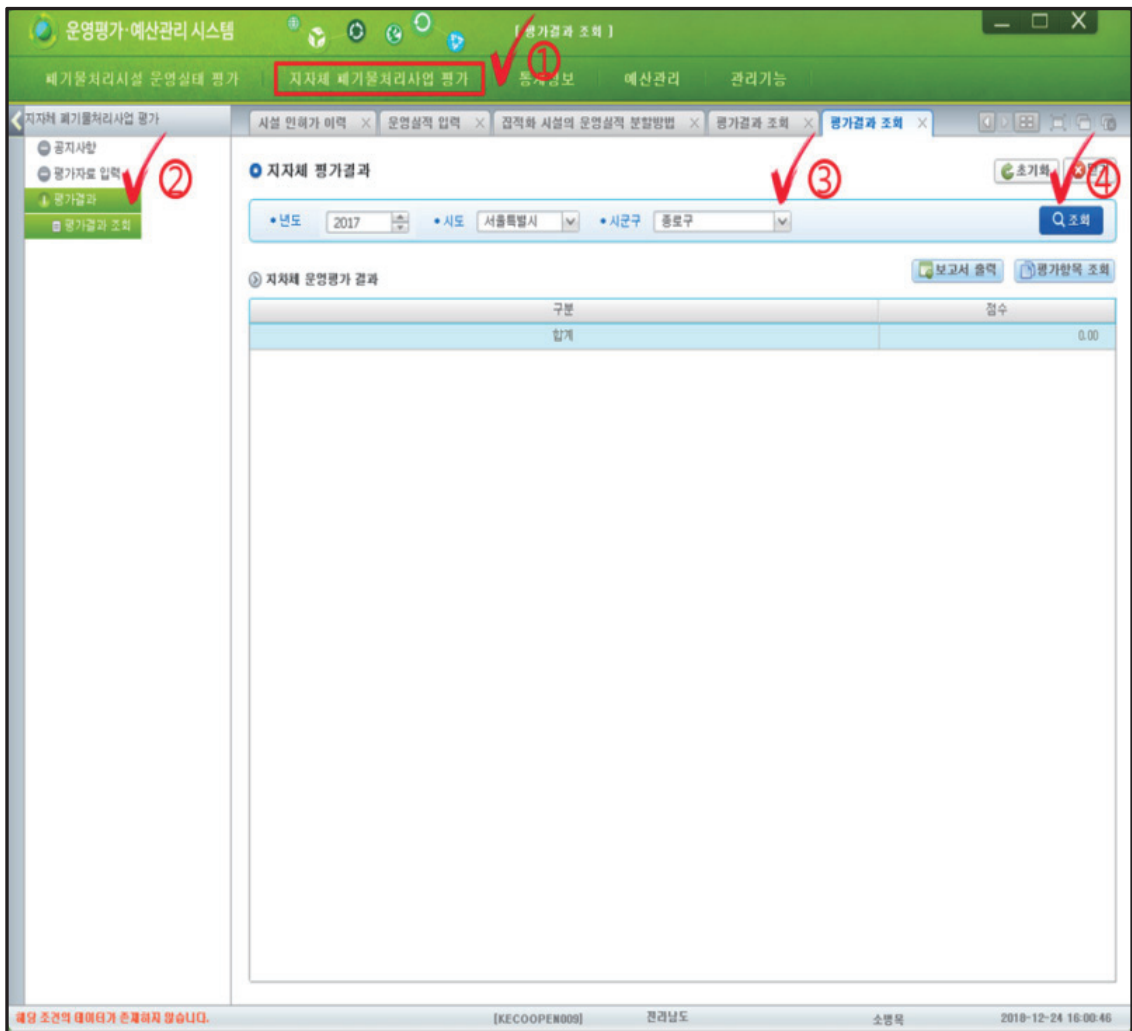 운영평가·예산관리 시스템
[ 평가결과 조회 ]
①
폐기물처리시설 운영실태 평가 지자체 폐기물처리사업 평가 통계정보 예산관리 관리기능
지자체 폐기물처리사업 평가
시설 인허가 이력 운영실적 입력 집적화 시설의 운영실적 분할방법 평가결과 조회 평가결과 조회
공지사항
평가자료 입력
②
평가결과
평가결과 조회
지자체 평가결과
③
초기화 닫기
④
년도 2017 시도 서울특별시 시군구 종로구 조회
지차체 운영평가 결과
보고서 출력 평가항목 조회
구분 점수
합계 0.00
해당 조건의 데이터가 존재하지 않습니다. [KECOOPEN009] 전라남도 소병목 2018-12-24 16:00:46